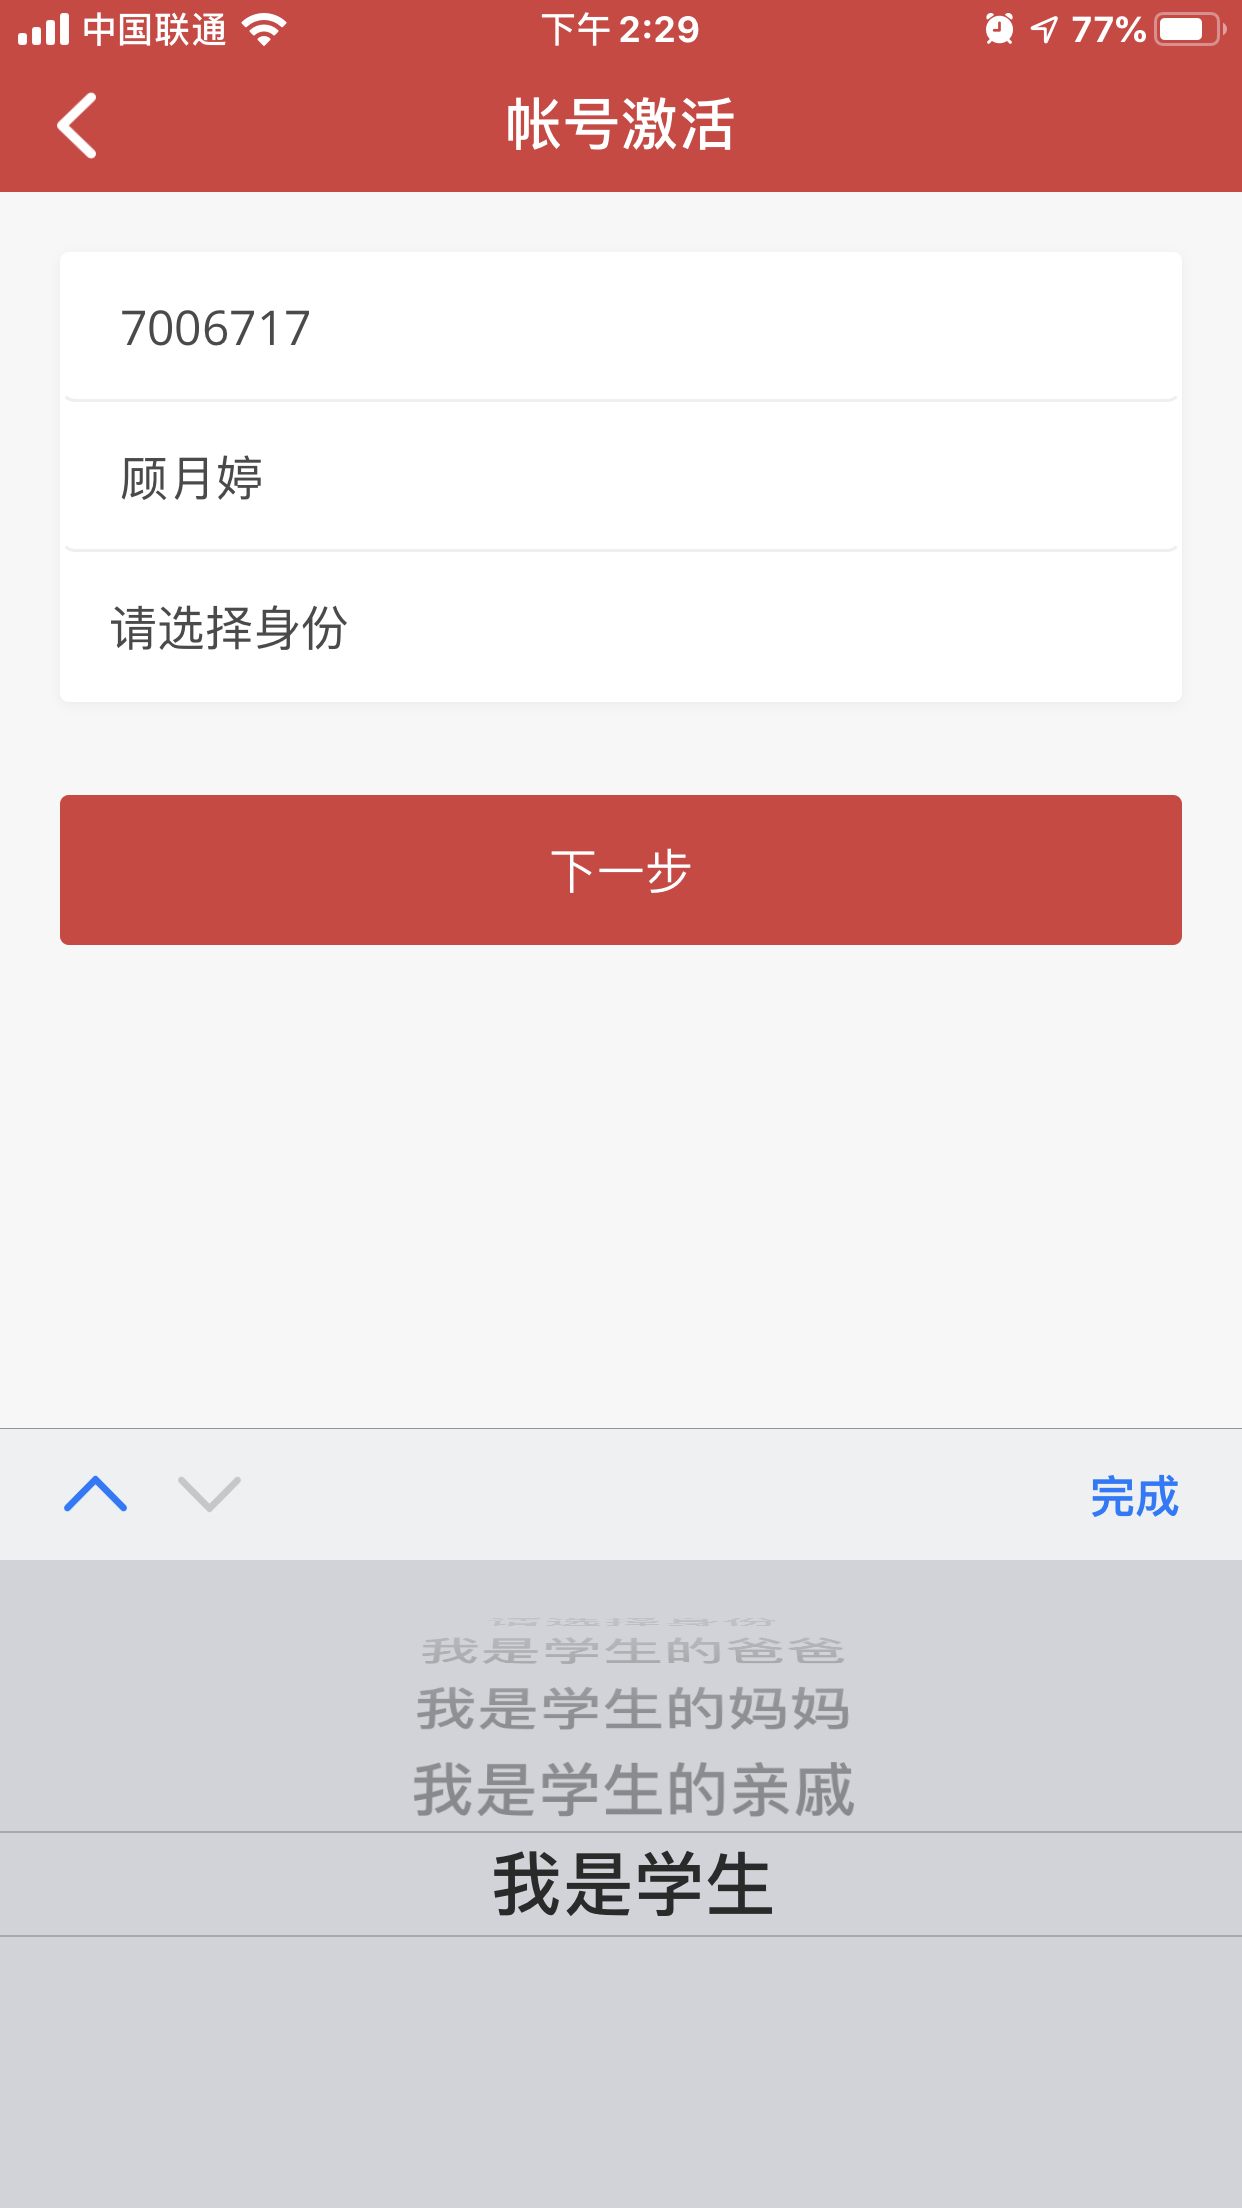 中国联通 下午 2:29 77%
帐号激活
7006717
顾月婷
请选择身份
下一步
完成
请选择身份
我是学生的爸爸
我是学生的妈妈
我是学生的亲戚
我是学生